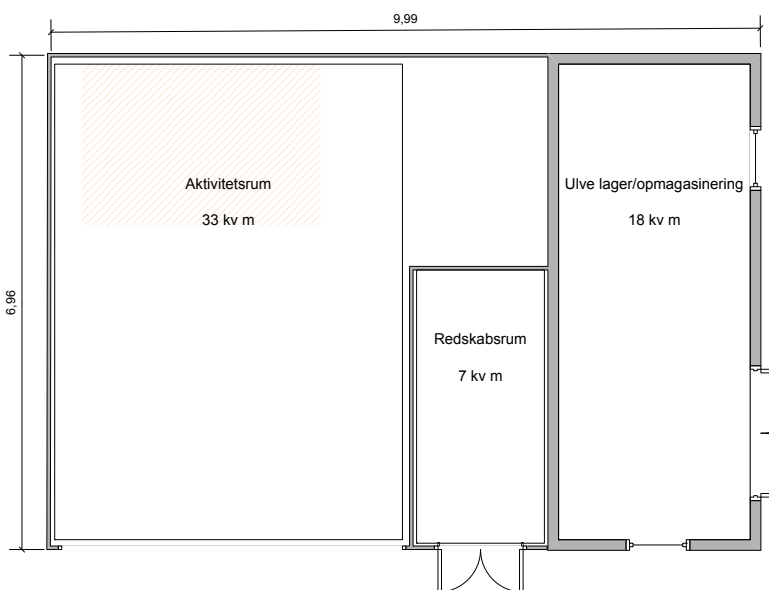 9,99
Aktivitetsrum
33 kv m
Ulve lager/opmagasinering
18 kv m
6,96
Redskabsrum
7 kv m